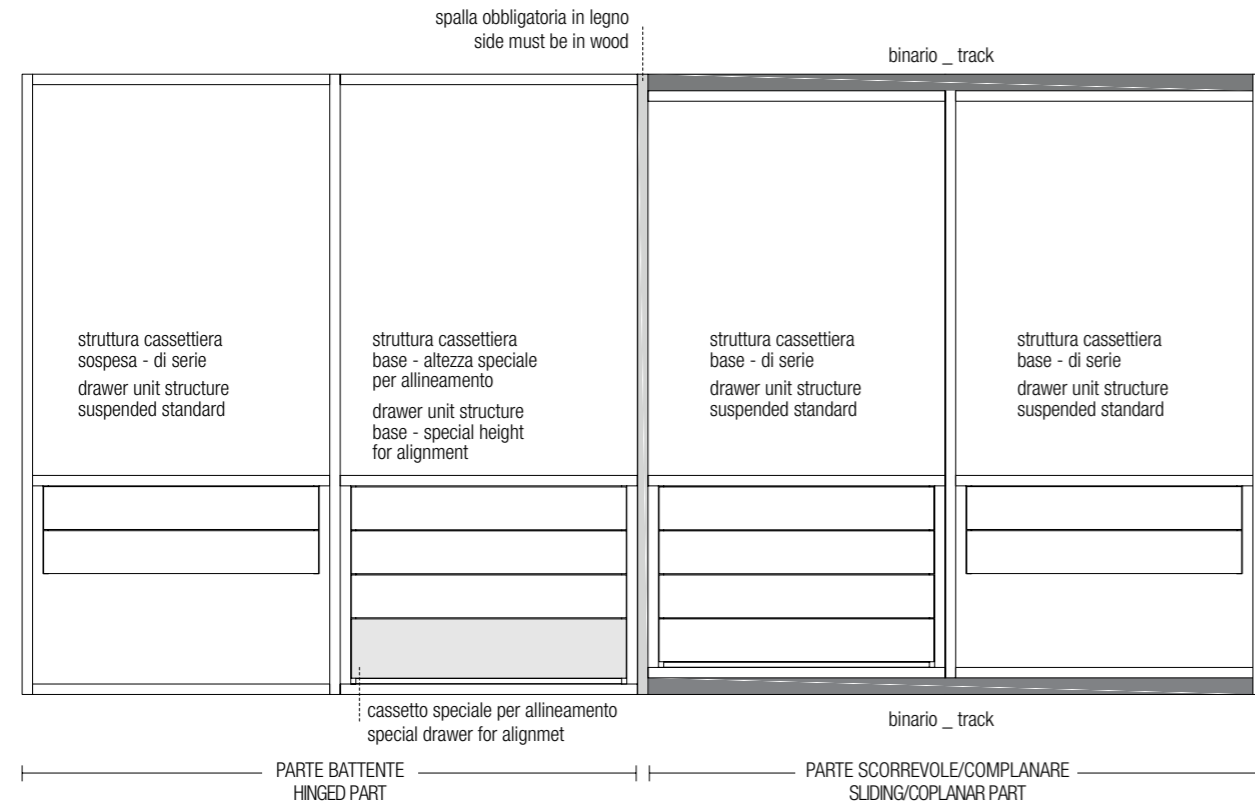 spalla obbligatoria in legno
side must be in wood
binario _ track
struttura cassettiera
sospesa - di serie
drawer unit structure
suspended standard
struttura cassettiera
base - altezza speciale
per allineamento
drawer unit structure
base - special height
for alignment
struttura cassettiera
base - di serie
drawer unit structure
suspended standard
struttura cassettiera
base - di serie
drawer unit structure
suspended standard
cassetto speciale per allineamento
special drawer for alignmet
binario _ track
PARTE BATTENTE
HINGED PART
PARTE SCORREVOLE/COMPLANARE
SLIDING/COPLANAR PART